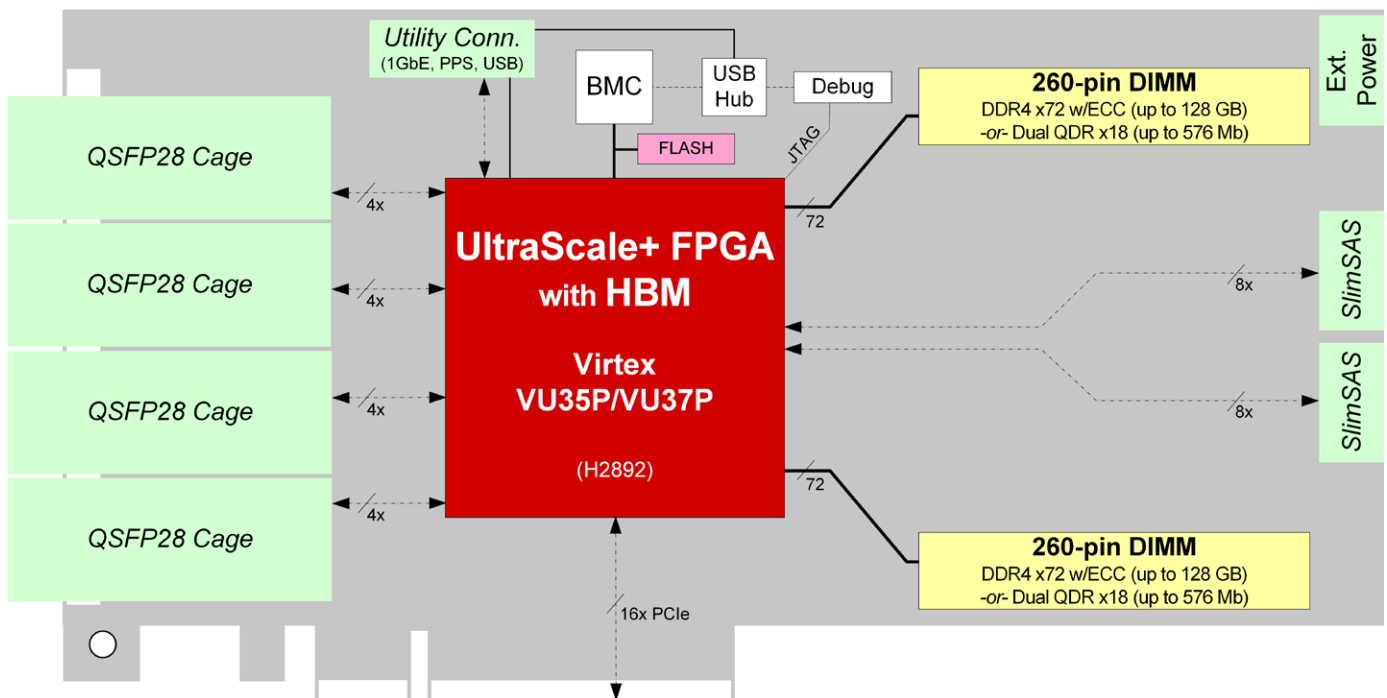 Utility Conn.
(1GbE, PPS, USB)
BMC
USB
Hub
Debug
FLASH
JTAG
260-pin DIMM
DDR4 x72 w/ECC (up to 128 GB)
-or- Dual QDR x18 (up to 576 Mb)
Ext.
Power
QSFP28 Cage
4x
QSFP28 Cage
4x
QSFP28 Cage
4x
QSFP28 Cage
4x
UltraScale+ FPGA
with HBM
Virtex
VU35P/VU37P
(H2892)
72
8x
SlimSAS
8x
SlimSAS
72
260-pin DIMM
DDR4 x72 w/ECC (up to 128 GB)
-or- Dual QDR x18 (up to 576 Mb)
16x PCIe